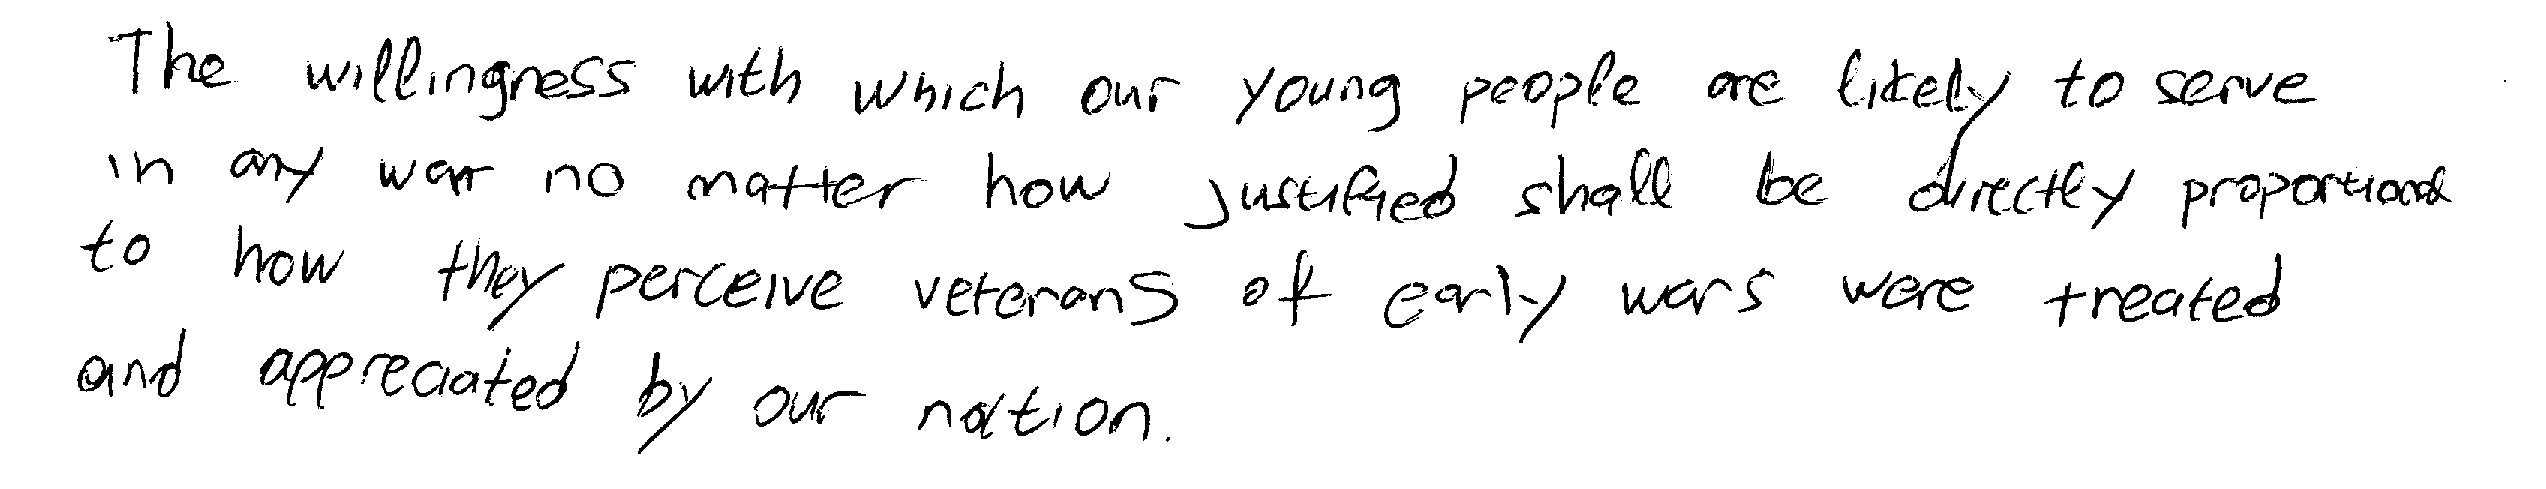 The willingness with which our young people are likely to serve
in any war no matter how justified shall be directly proportional
to how they perceive veterans of early wars were treated
and appreciated by our nation.